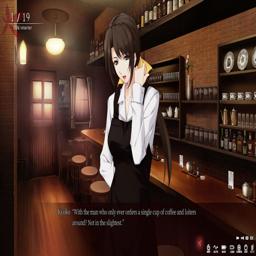 1 / 19
Kyoko: "With the man who only ever orders a single cup of coffee and loiters
around? Not in the slightest."